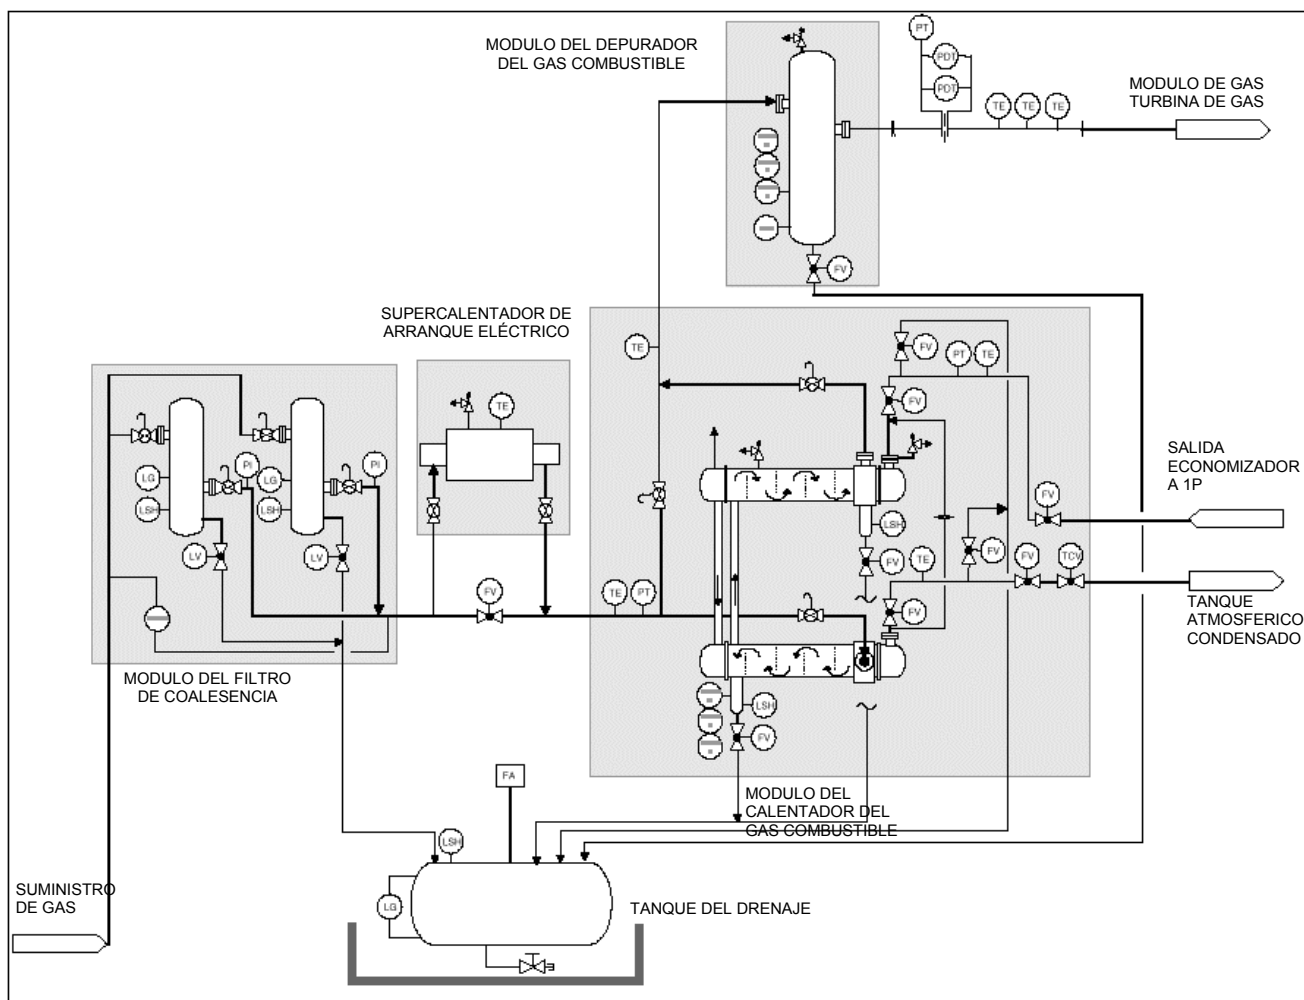 PT
MODULO DEL DEPURADOR
DEL GAS COMBUSTIBLE
PDT
PDT
MODULO DE GAS
TURBINA DE GAS
TE TE TE
FV
SUPERCALENTADOR DE
ARRANQUE ELÉCTRICO
TE
FV PT TE
FV
TE
SALIDA
ECONOMIZADOR
A 1P
PI PI
LG LG
LSH LSH
FV
LSH
LV LV
FV TE FV FV TCV
FV
TE PT
FV
TANQUE
ATMOSFERICO
CONDENSADO
MODULO DEL FILTRO
DE COALESENCIA
LSH
FV
FA
MODULO DEL
CALENTADOR DEL
GAS COMBUSTIBLE
LSH
SUMINISTRO
DE GAS
LG
TANQUE DEL DRENAJE